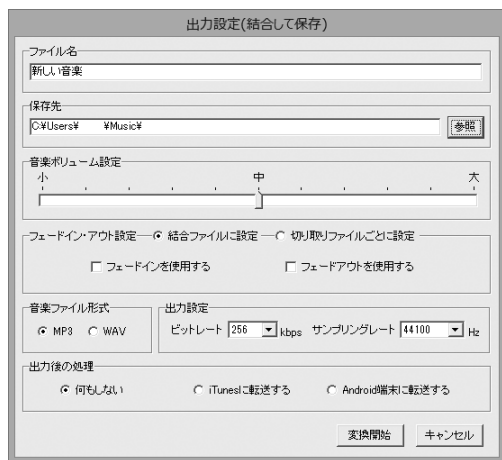 出力設定(結合して保存)
ファイル名
新しい音楽
保存先
C:¥Users¥ ¥Music¥
参照
音楽ボリューム設定
小 中 大
フェードイン・アウト設定 結合ファイルに設定 切り取りファイルごとに設定
フェードインを使用する フェードアウトを使用する
音楽ファイル形式 出力設定
MP3 WAV ビットレート 256 kbps サンプリングレート 44100 Hz
出力後の処理
何もしない iTunesに転送する Android端末に転送する
変換開始 キャンセル